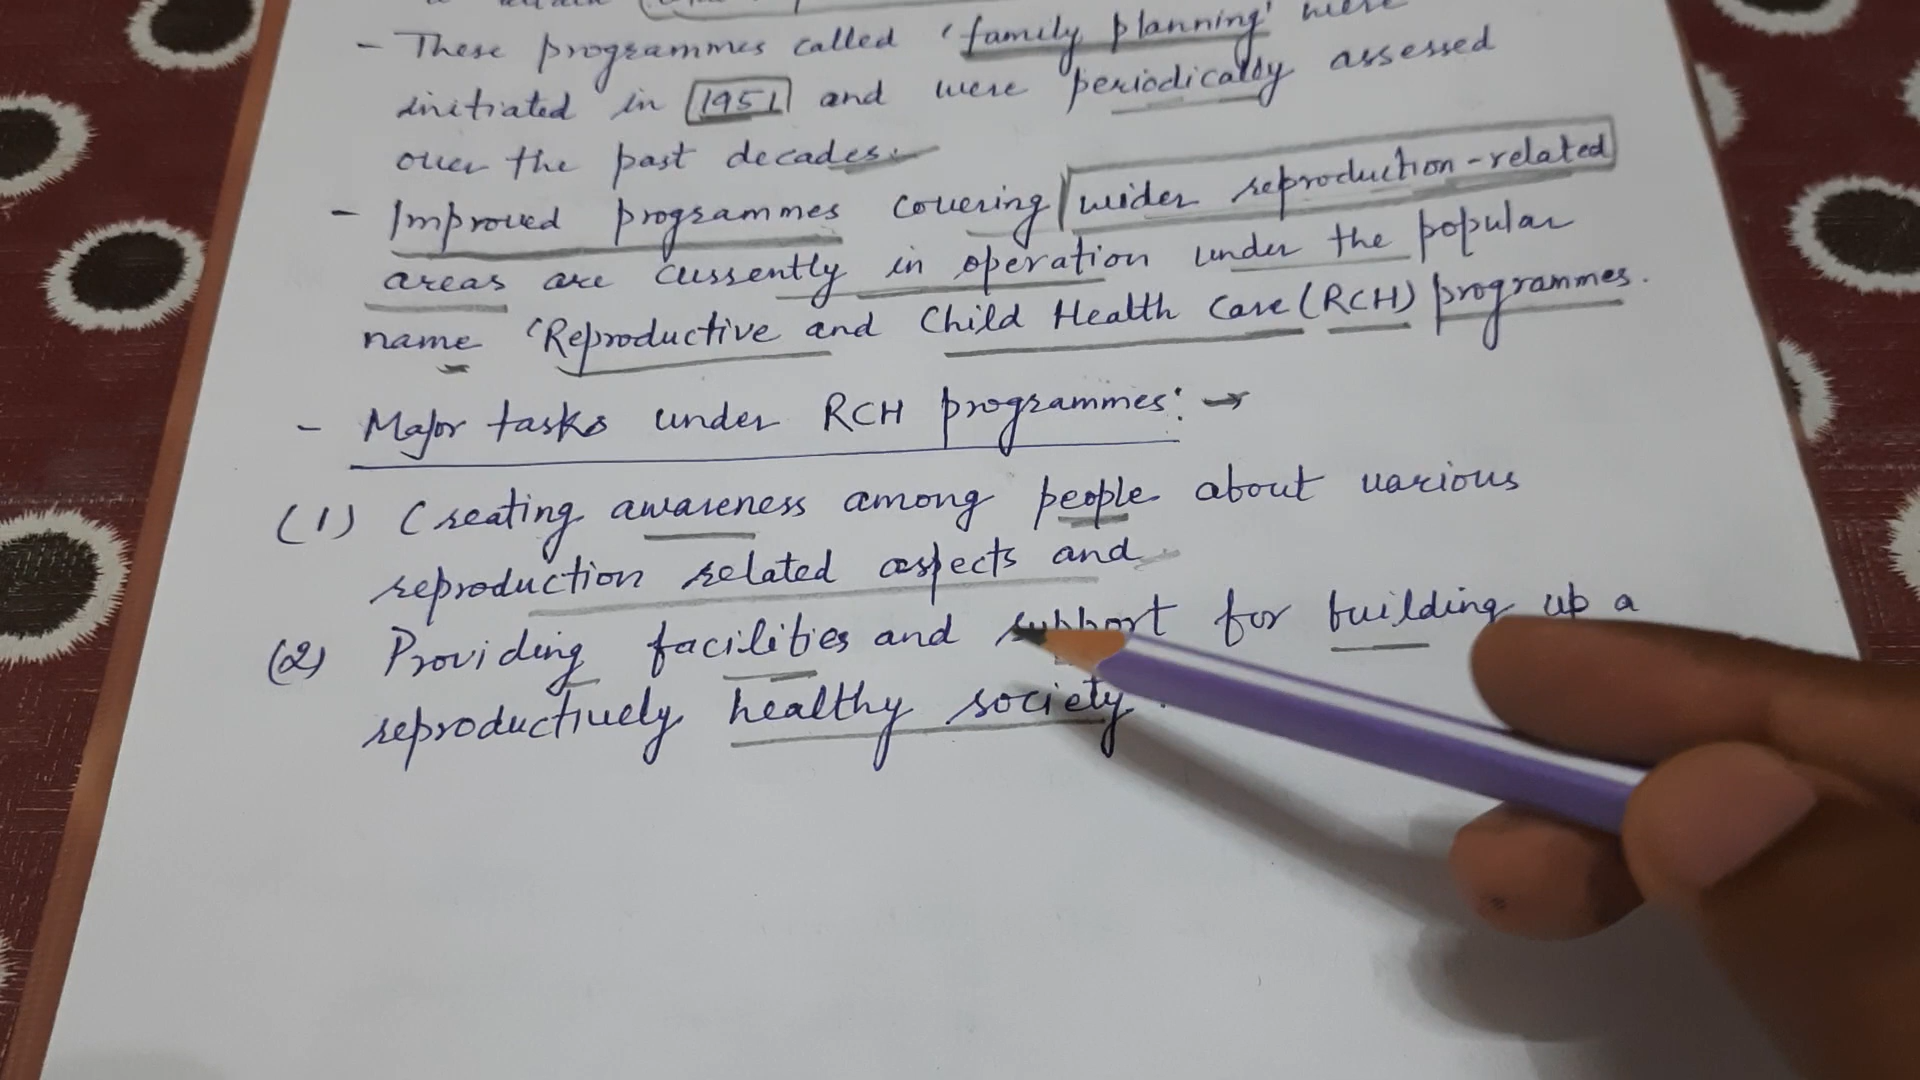 - These programmes called 'family planning' were
initiated in 1951 and were periodically assessed
over the past decades.
- Improved programmes covering wider reproduction-related
areas are currently in operation under the popular
name 'Reproductive and Child Health Care (RCH) programmes.
- Major tasks under RCH programmes: →
(1) Creating awareness among people about various
reproduction related aspects and
(2) Providing facilities and support for building up a
reproductively healthy society.